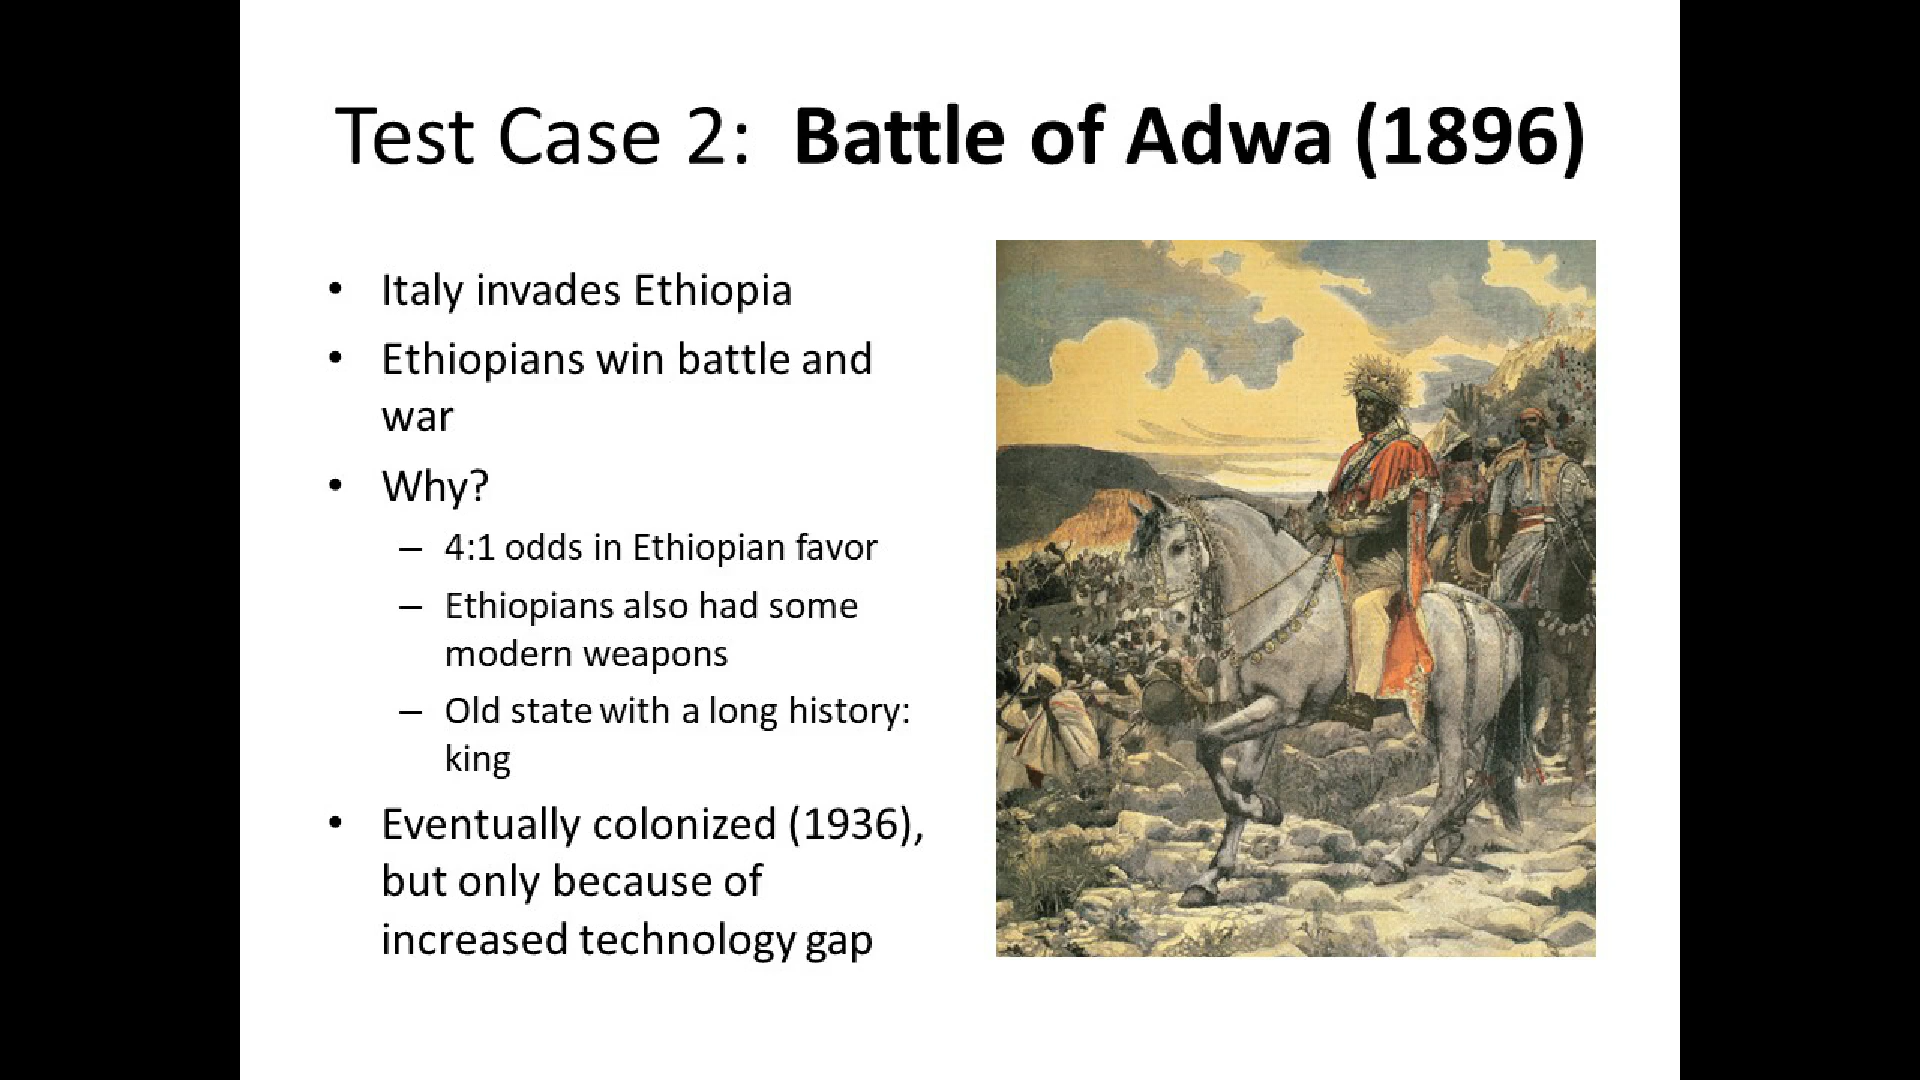 Test Case 2:  Battle of Adwa (1896)
• Italy invades Ethiopia
• Ethiopians win battle and
war
• Why?
– 4:1 odds in Ethiopian favor
– Ethiopians also had some
modern weapons
– Old state with a long history:
king
• Eventually colonized (1936),
but only because of
increased technology gap